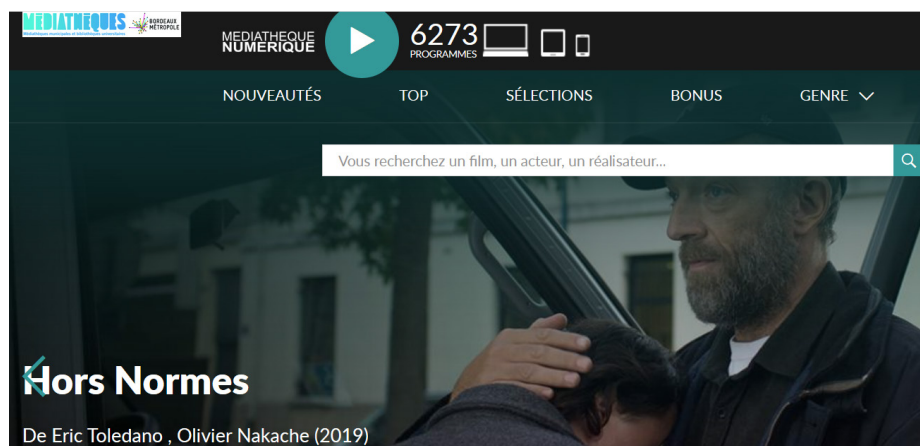 MEDIATHEQUES
BORDEAUX
MÉTROPOLE
MEDIATHEQUE
NUMERIQUE
6273
PROGRAMMES
NOUVEAUTÉS
TOP
SÉLECTIONS
BONUS
GENRE
Vous recherchez un film, un acteur, un réalisateur...
Hors Normes
De Eric Toledano , Olivier Nakache (2019)